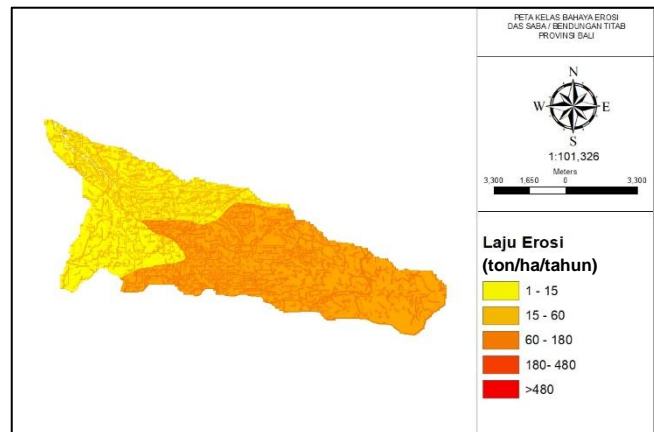 PETA KELAS BAHAYA EROSI
DAS SABA / BENDUNGAN TITAB
PROVINSI BALI
N
W
E
S
1:101,326
Meters
3,300 1,650 0 3,300
Laju Erosi
(ton/ha/tahun)
1 - 15
15 - 60
60 - 180
180- 480
>480